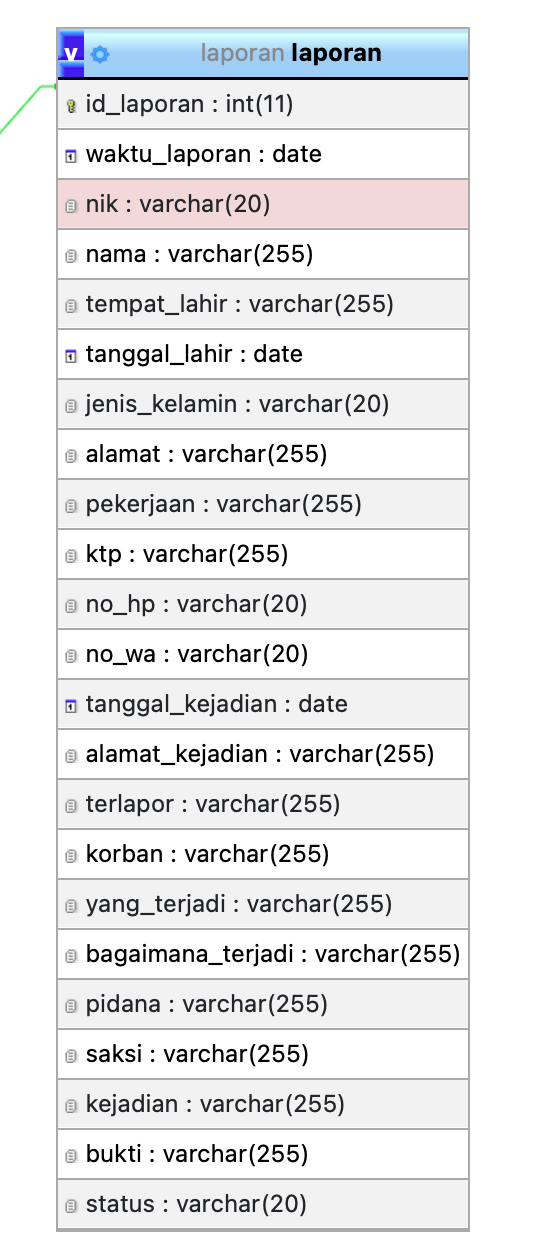 v laporan laporan
id_laporan : int(11)
waktu_laporan : date
nik : varchar(20)
nama : varchar(255)
tempat_lahir : varchar(255)
tanggal_lahir : date
jenis_kelamin : varchar(20)
alamat : varchar(255)
pekerjaan : varchar(255)
ktp : varchar(255)
no_hp : varchar(20)
no_wa : varchar(20)
tanggal_kejadian : date
alamat_kejadian : varchar(255)
terlapor : varchar(255)
korban : varchar(255)
yang_terjadi : varchar(255)
bagaimana_terjadi : varchar(255)
pidana : varchar(255)
saksi : varchar(255)
kejadian : varchar(255)
bukti : varchar(255)
status : varchar(20)